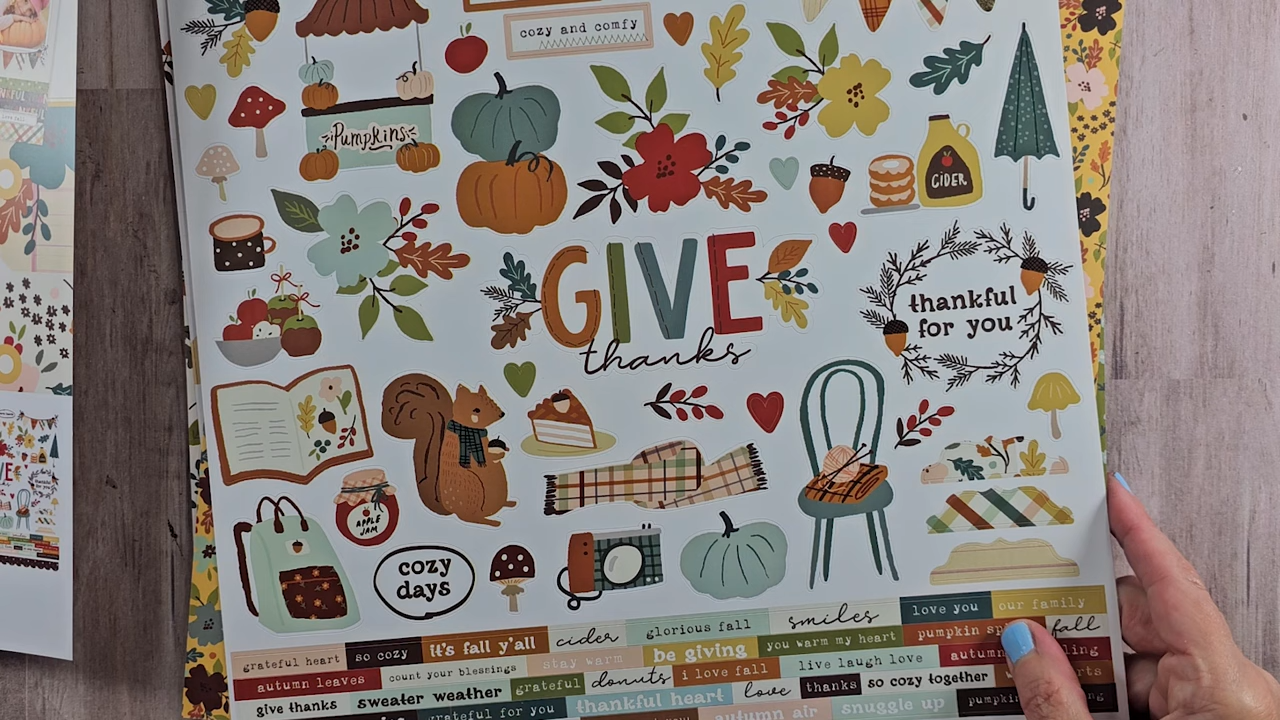 cozy and comfy
Pumpkins
CIDER
GIVE
thanks
thankful
for you
APPLE
JAM
cozy
days
smiles
love you
our family
it's fall y'all
cider
glorious fall
grateful heart
so cozy
be giving
you warm my heart
pumpkin
fall
autumn leaves
count your blessings
stay warm
i love fall
live laugh love
give thanks
sweater weather
grateful
donuts
thankful heart
love
thanks
so cozy together
grateful for you
autumn air
snuggle up